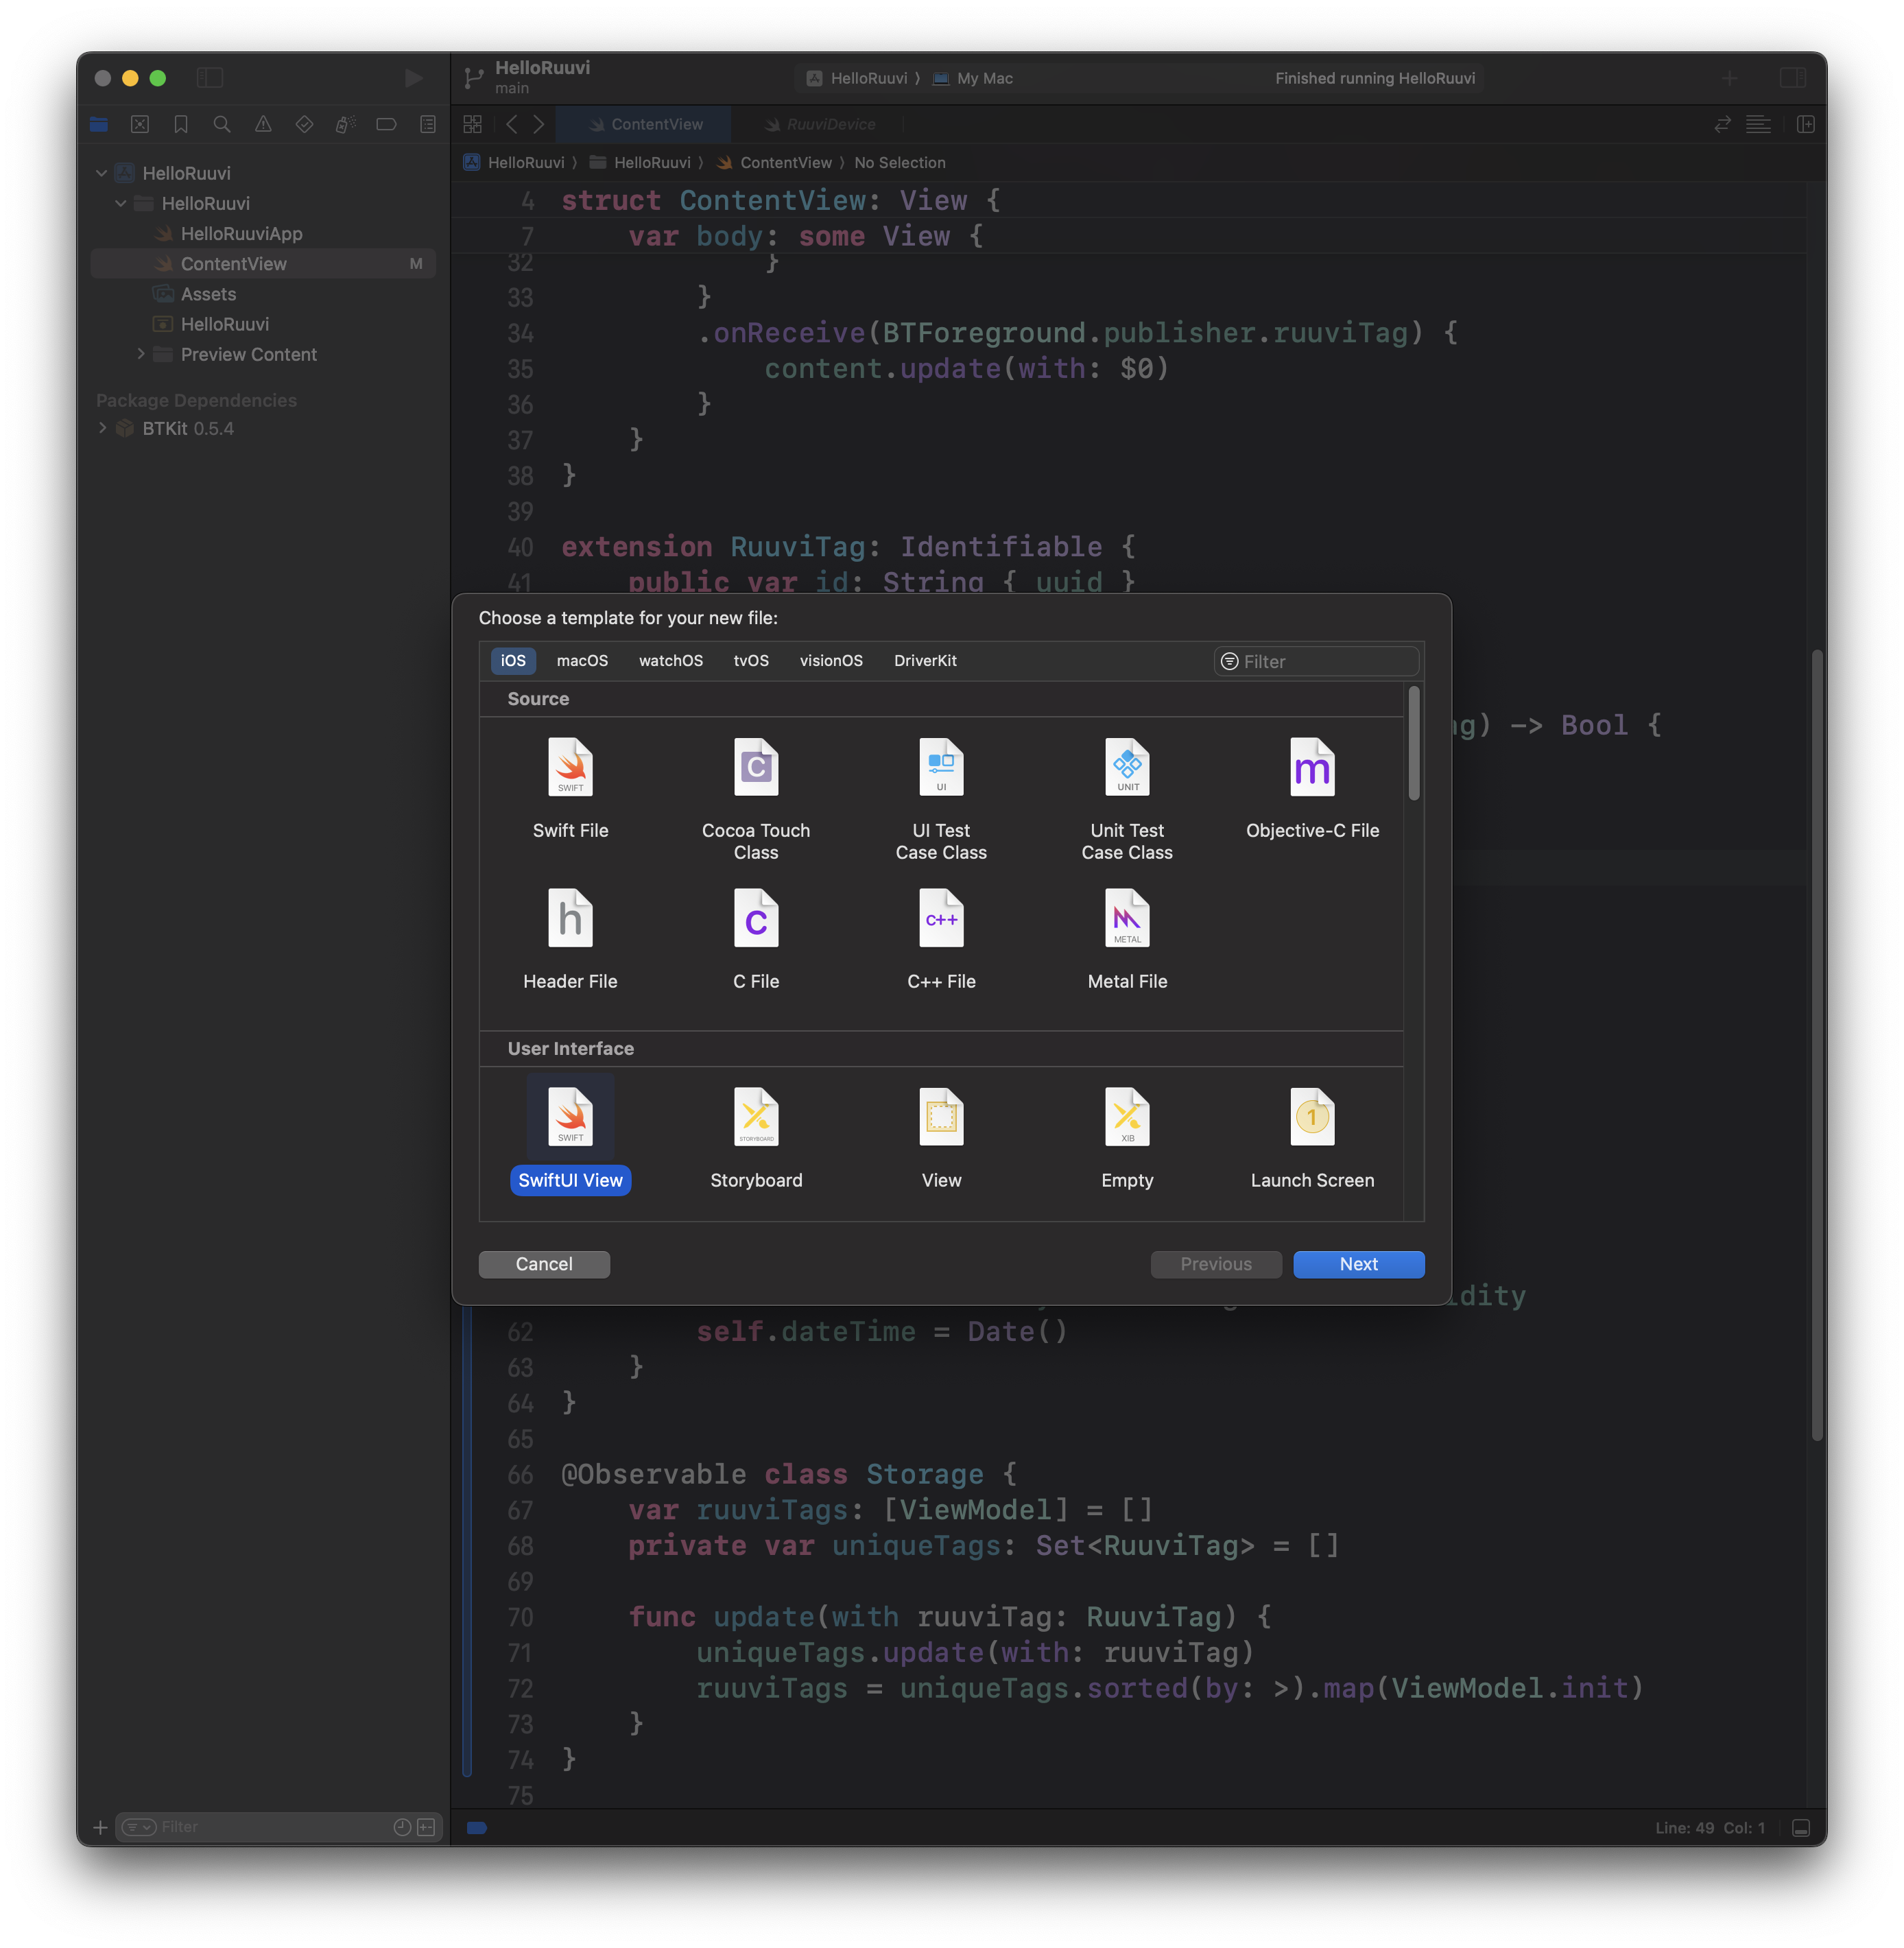 HelloRuuvi
main
HelloRuuvi
My Mac
Finished running HelloRuuvi
ContentView
RuuviDevice
HelloRuuvi
HelloRuuvi
ContentView
No Selection
HelloRuuvi
HelloRuuvi
HelloRuuviApp
ContentView M
Assets
HelloRuuvi
Preview Content
Package Dependencies
BTKit 0.5.4
4 struct ContentView: View {
7 var body: some View {
32 }
33 }
34 .onReceive(BTForeground.publisher.ruuviTag) {
35 content.update(with: $0)
36 }
37 }
38 }
39
40 extension RuuviTag: Identifiable {
41 public var id: String { uuid }
ag) -> Bool {
Choose a template for your new file:
iOS macOS watchOS tvOS visionOS DriverKit
Filter
Source
SWIFT
Swift File
C
Cocoa Touch
Class
UI
UI Test
Case Class
UNIT
Unit Test
Case Class
m
Objective-C File
h
Header File
C
C File
C++
C++ File
METAL
Metal File
User Interface
SWIFT
SwiftUI View
STORYBOARD
Storyboard
View
XIB
Empty
1
Launch Screen
Cancel
Previous
Next
idity
62 self.dateTime = Date()
63 }
64 }
65
66 @Observable class Storage {
67 var ruuviTags: [ViewModel] = []
68 private var uniqueTags: Set<RuuviTag> = []
69
70 func update(with ruuviTag: RuuviTag) {
71 uniqueTags.update(with: ruuviTag)
72 ruuviTags = uniqueTags.sorted(by: >).map(ViewModel.init)
73 }
74 }
75
Filter
Line: 49 Col: 1